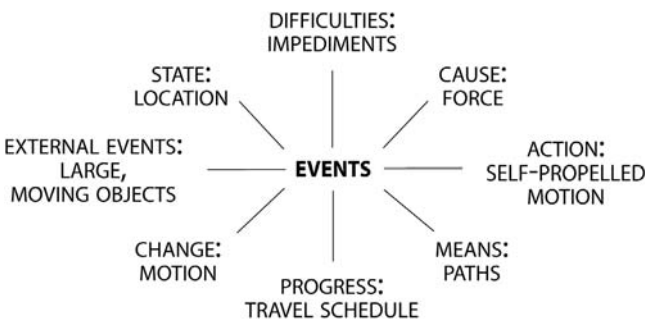 DIFFICULTIES:
IMPEDIMENTS
STATE:
LOCATION
CAUSE:
FORCE
EXTERNAL EVENTS:
LARGE,
MOVING OBJECTS
EVENTS
ACTION:
SELF-PROPELLED
MOTION
CHANGE:
MOTION
MEANS:
PATHS
PROGRESS:
TRAVEL SCHEDULE